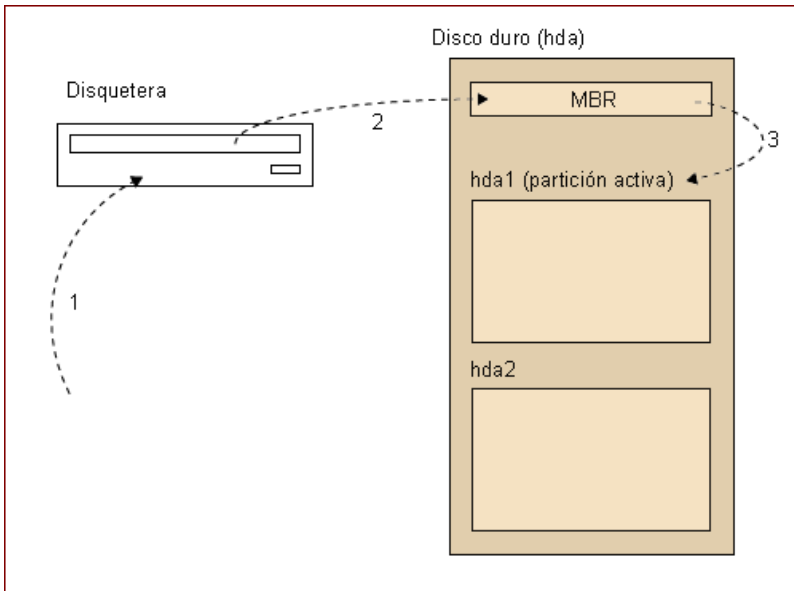 Disco duro (hda)
Disquetera
MBR
2
3
hda1 (partición activa)
1
hda2